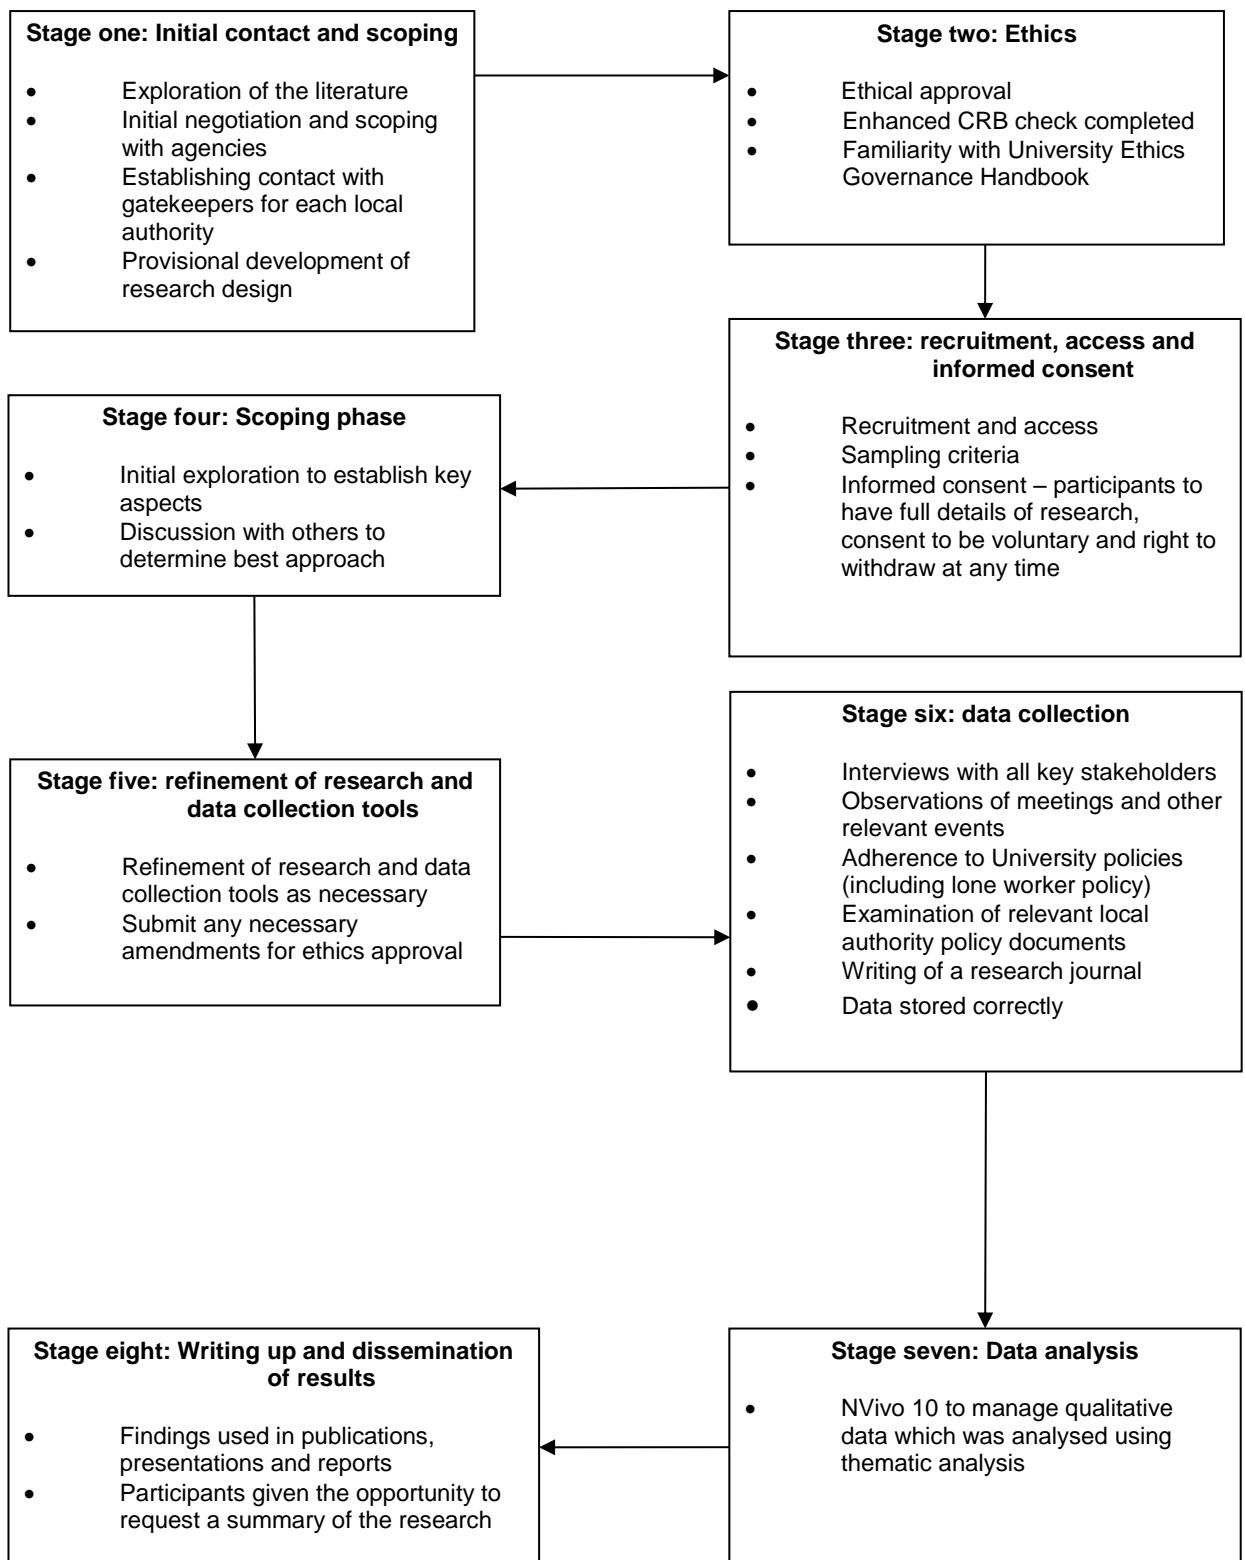 Stage one: Initial contact and scoping
• Exploration of the literature
• Initial negotiation and scoping
with agencies
• Establishing contact with
gatekeepers for each local
authority
• Provisional development of
research design
Stage two: Ethics
• Ethical approval
• Enhanced CRB check completed
• Familiarity with University Ethics
Governance Handbook
Stage three: recruitment, access and
informed consent
• Recruitment and access
• Sampling criteria
• Informed consent – participants to
have full details of research,
consent to be voluntary and right to
withdraw at any time
Stage four: Scoping phase
• Initial exploration to establish key
aspects
• Discussion with others to
determine best approach
Stage five: refinement of research and
data collection tools
• Refinement of research and data
collection tools as necessary
• Submit any necessary
amendments for ethics approval
Stage six: data collection
• Interviews with all key stakeholders
• Observations of meetings and other
relevant events
• Adherence to University policies
(including lone worker policy)
• Examination of relevant local
authority policy documents
• Writing of a research journal
• Data stored correctly
Stage seven: Data analysis
• NVivo 10 to manage qualitative
data which was analysed using
thematic analysis
Stage eight: Writing up and dissemination
of results
• Findings used in publications,
presentations and reports
• Participants given the opportunity to
request a summary of the research